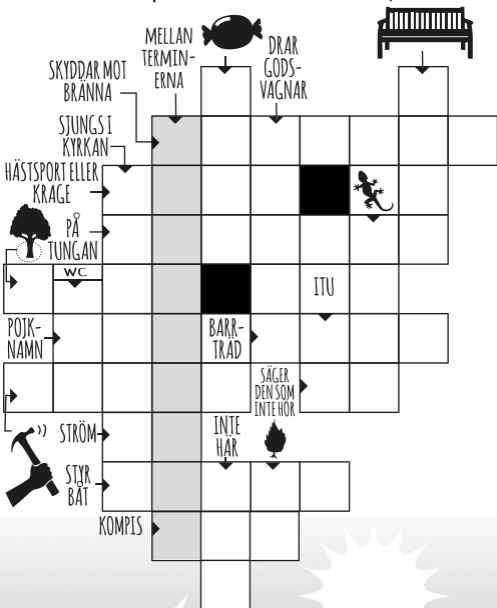 MELLAN
TERMIN-
ERNA
DRAR
GODS-
VAGNAR
SKYDDAR MOT
BRÄNNA
SJUNGS I
KYRKAN
HÄSTSPORT ELLER
KRAGE
PÅ
TUNGAN
WC
ITU
POJK-
NAMN
BARR-
TRÄD
SÄGER
DEN SOM
INTE HÖR
STRÖM
INTE
HÄR
STYR
BÅT
KOMPIS